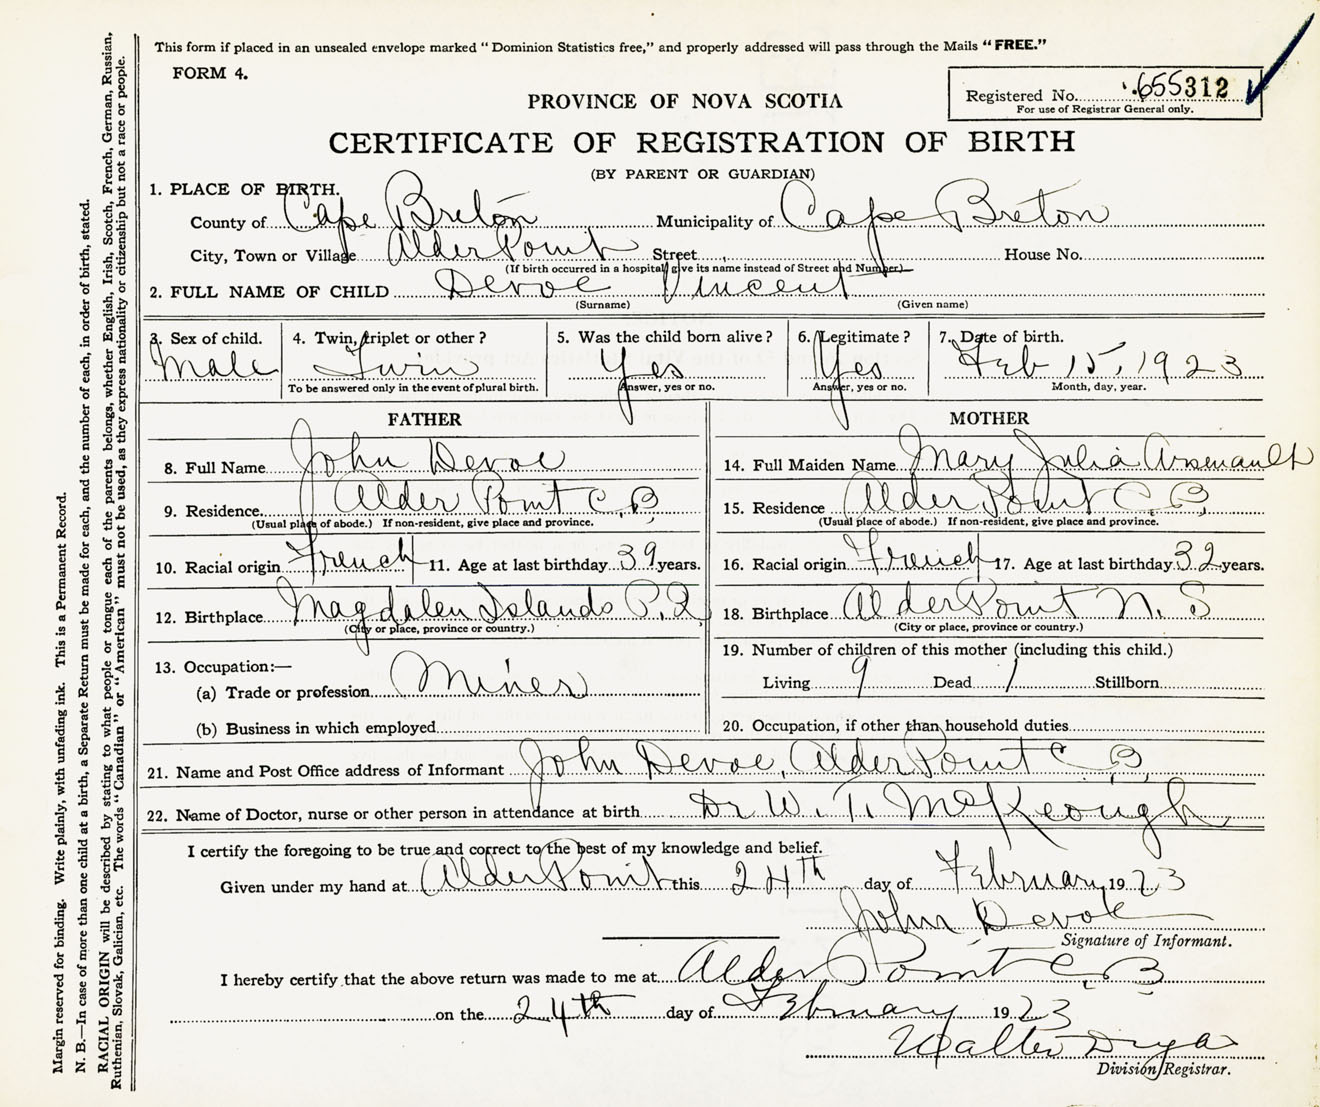 This form if placed in an unsealed envelope marked "Dominion Statistics free," and properly addressed will pass through the Mails "FREE."
FORM 4.
Registered No. 655312
For use of Registrar General only.
PROVINCE OF NOVA SCOTIA
CERTIFICATE OF REGISTRATION OF BIRTH
(BY PARENT OR GUARDIAN)
1. PLACE OF BIRTH.
County of Cape Breton Municipality of Cape Breton
City, Town or Village Alder Point Street House No.
(If birth occurred in a hospital give its name instead of Street and Number)
2. FULL NAME OF CHILD Devoe Vincent
(Surname) (Given name)
3. Sex of child. 4. Twin, triplet or other? 5. Was the child born alive? 6. Legitimate? 7. Date of birth.
Male Twin Yes Yes Feb 15, 1923
To be answered only in the event of plural birth. Answer, yes or no. Answer, yes or no. Month, day, year.
FATHER MOTHER
8. Full Name John Devoe 14. Full Maiden Name Mary Julia Arsenault
9. Residence Alder Point C.B. 15. Residence Alder Point C.B.
(Usual place of abode.) If non-resident, give place and province. (Usual place of abode.) If non-resident, give place and province.
10. Racial origin French 11. Age at last birthday 39 years. 16. Racial origin French 17. Age at last birthday 32 years.
12. Birthplace Magdalen Islands P.Q 18. Birthplace Alder Point N.S
(City or place, province or country.) (City or place, province or country.)
13. Occupation:— 19. Number of children of this mother (including this child.)
(a) Trade or profession Miner Living 9 Dead 1 Stillborn
(b) Business in which employed 20. Occupation, if other than household duties
21. Name and Post Office address of Informant John Devoe, Alder Point C.B.
22. Name of Doctor, nurse or other person in attendance at birth Dr W. T. McKeough
I certify the foregoing to be true and correct to the best of my knowledge and belief.
Given under my hand at Alder Point this 24th day of February 1923
John Devoe
Signature of Informant.
I hereby certify that the above return was made to me at Alder Point C.B
on the 24th day of February 1923
Walter
Division Registrar.
Margin reserved for binding. Write plainly, with unfading ink. This is a Permanent Record.
N. B.—In case of more than one child at a birth, a Separate Return must be made for each, and the number of each, in order of birth, stated.
RACIAL ORIGIN will be described by stating to what people or tongue each of the parents belongs, whether English, Irish, Scotch, French, German, Russian,
Ruthenian, Slovak, Galician, etc. The words "Canadian" or "American" must not be used, as they express nationality or citizenship but not a race or people.